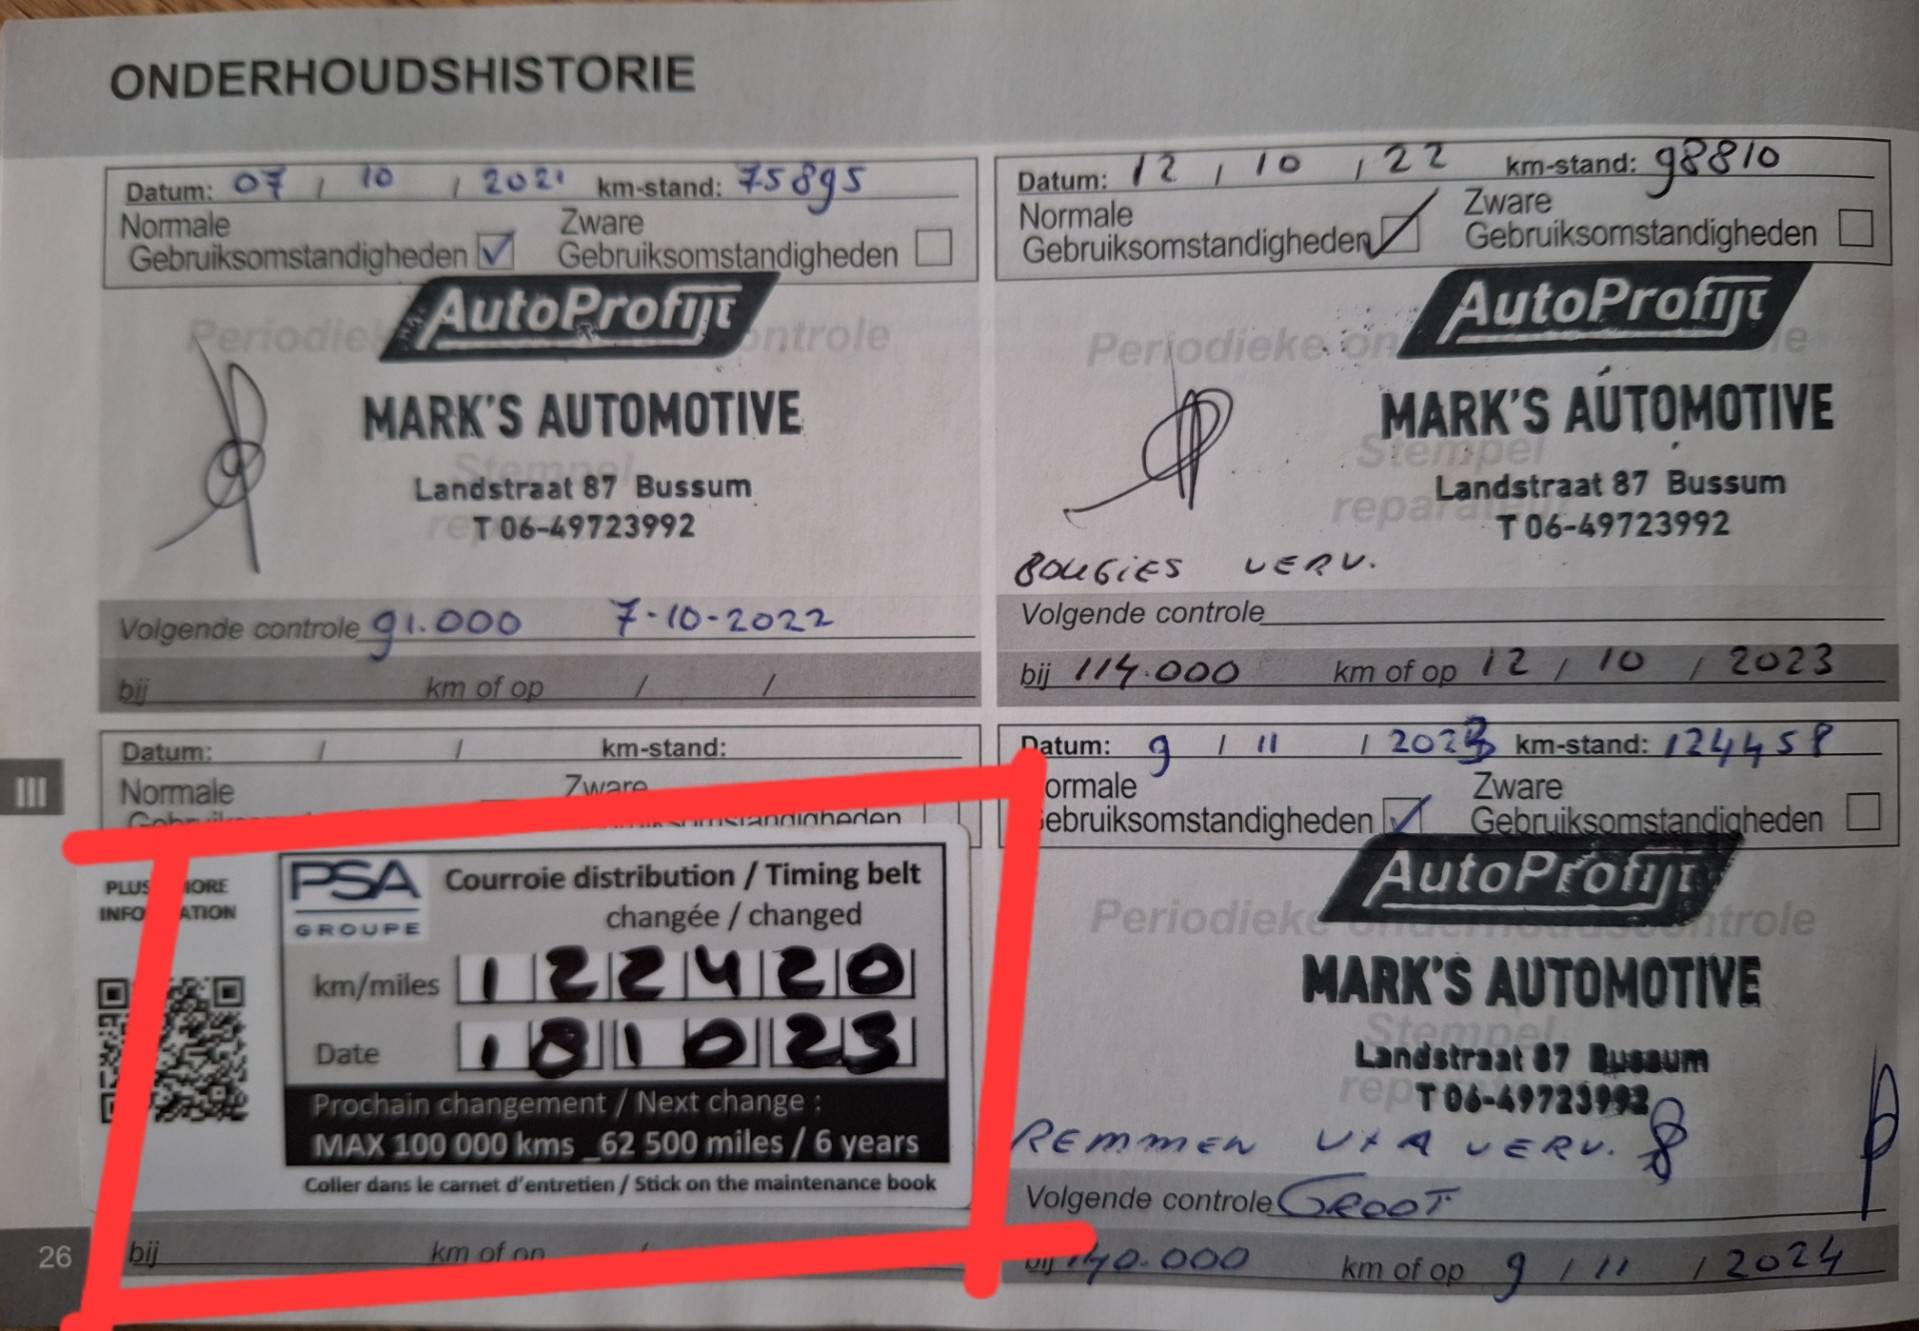 ONDERHOUDSHISTORIE
Datum: 07 / 10 / 2021 km-stand: 75895
Normale Zware
Gebruiksomstandigheden Gebruiksomstandigheden
AutoProfijt
Periodieke controle
MARK'S AUTOMOTIVE
Stempel
Landstraat 87 Bussum
T 06-49723992
Volgende controle 91.000 7-10-2022
bij km of op / /
Datum: 12 / 10 / 22 km-stand: 98810
Normale Zware
Gebruiksomstandigheden Gebruiksomstandigheden
AutoProfijt
Periodieke
MARK'S AUTOMOTIVE
Stempel
Landstraat 87 Bussum
reparateur
T 06-49723992
BOUGIES VERV.
Volgende controle
bij 114.000 km of op 12 / 10 / 2023
III
Datum: / / km-stand:
Normale Zware
PLUS
PSA
GROUPE
Courroie distribution / Timing belt
changée / changed
km/miles 122420
Date 181023
Prochain changement / Next change :
MAX 100 000 kms _62 500 miles / 6 years
Coller dans le carnet d'entretien / Stick on the maintenance book
bij km of op /
26
Datum: 9 / 11 / 2023 km-stand: 124458
Normale Zware
Gebruiksomstandigheden Gebruiksomstandigheden
AutoProfijt
Periodieke onderhoudscontrole
MARK'S AUTOMOTIVE
Stempel
Landstraat 87 Bussum
T 06-49723992
REMMEN V+A VERV.
Volgende controle GROOT
bij 140.000 km of op 9 / 11 / 2024